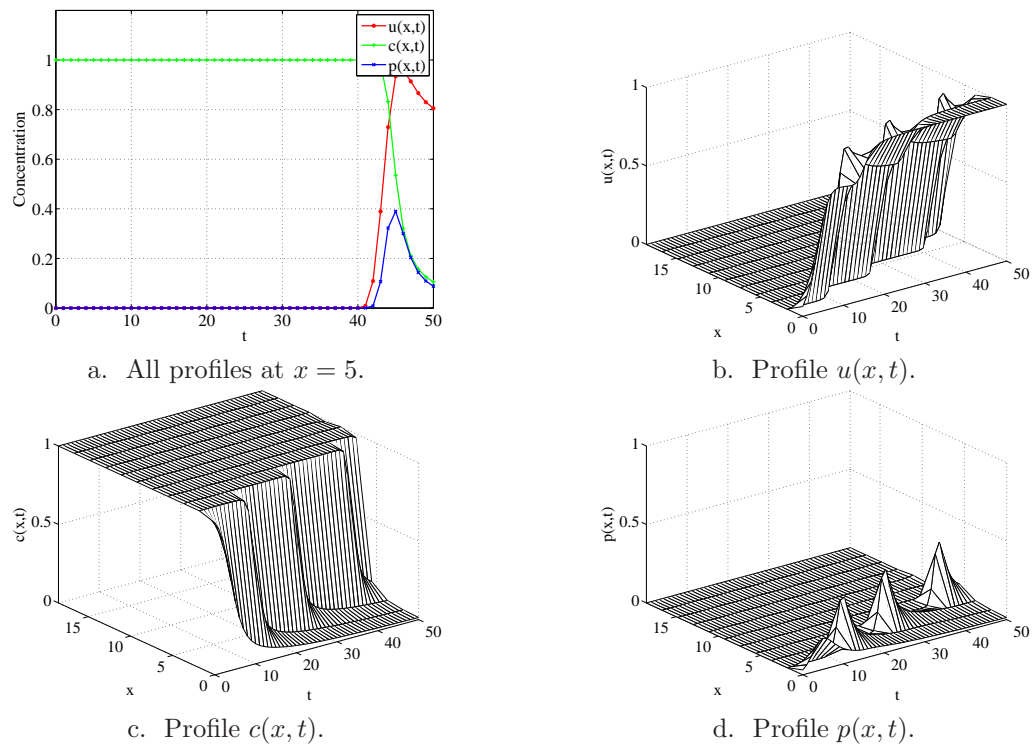 u(x,t)
c(x,t)
p(x,t)
1
0.8
0.6
0.4
0.2
0
Concentration
0 10 20 30 40 50
t
a. All profiles at x = 5.
1
0.5
0
u(x,t)
15 10 5 0
x
0 10 20 30 40 50
t
b. Profile u(x, t).
1
0.5
0
c(x,t)
15 10 5 0
x
0 10 20 30 40 50
t
c. Profile c(x, t).
1
0.5
0
p(x,t)
15 10 5 0
x
0 10 20 30 40 50
t
d. Profile p(x, t).